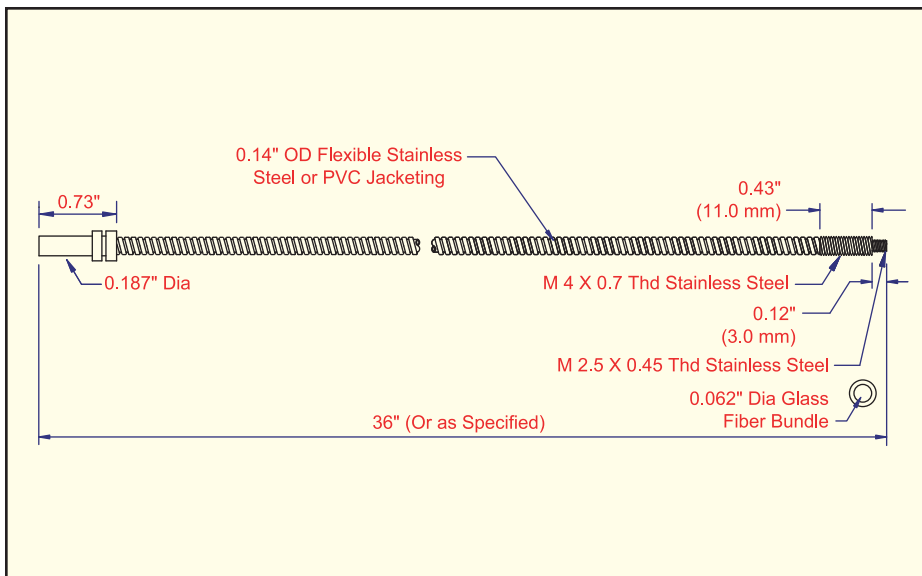 0.14" OD Flexible Stainless
Steel or PVC Jacketing
0.73"
0.43"
(11.0 mm)
0.187" Dia
M 4 X 0.7 Thd Stainless Steel
0.12"
(3.0 mm)
M 2.5 X 0.45 Thd Stainless Steel
0.062" Dia Glass
Fiber Bundle
36" (Or as Specified)